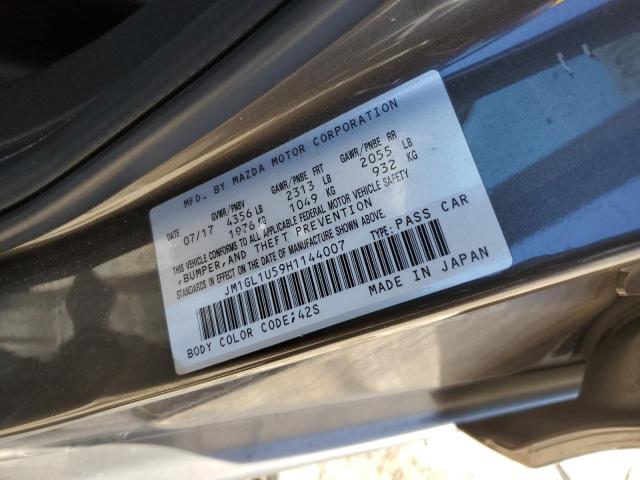 MFD. BY MAZDA MOTOR CORPORATION
DATE GVWR/PNBV GAWR/PNBE FRT GAWR/PNBE RR
07/17 4356 LB 2313 LB 2055 LB
1976 KG 1049 KG 932 KG
THIS VEHICLE CONFORMS TO ALL APPLICABLE FEDERAL MOTOR VEHICLE SAFETY
,BUMPER,AND THEFT PREVENTION
STANDARDS IN EFFECT ON THE DATE OF MANUFACTURE SHOWN ABOVE.
JM1GL1U59H1144007 TYPE: PASS CAR
BODY COLOR CODE;42S MADE IN JAPAN